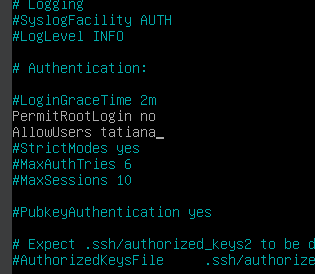 # Logging
#SyslogFacility AUTH
#LogLevel INFO
# Authentication:
#LoginGraceTime 2m
PermitRootLogin no
AllowUsers tatiana_
#StrictModes yes
#MaxAuthTries 6
#MaxSessions 10
#PubkeyAuthentication yes
# Expect .ssh/authorized_keys2 to be d
#AuthorizedKeysFile .ssh/authorize